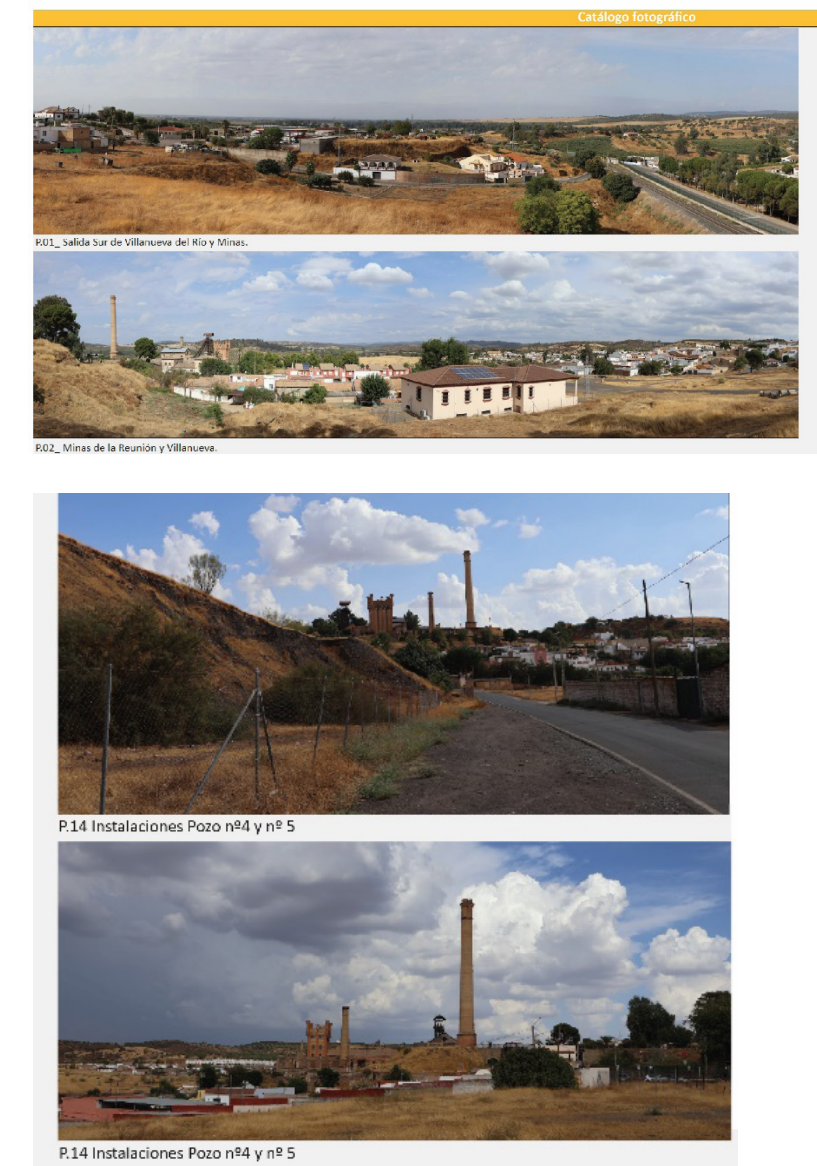 Catálogo fotográfico
P.01_ Salida Sur de Villanueva del Río y Minas.
P.02_ Minas de la Reunión y Villanueva.
P.14 Instalaciones Pozo nº4 y nº 5
P.14 Instalaciones Pozo nº4 y nº 5